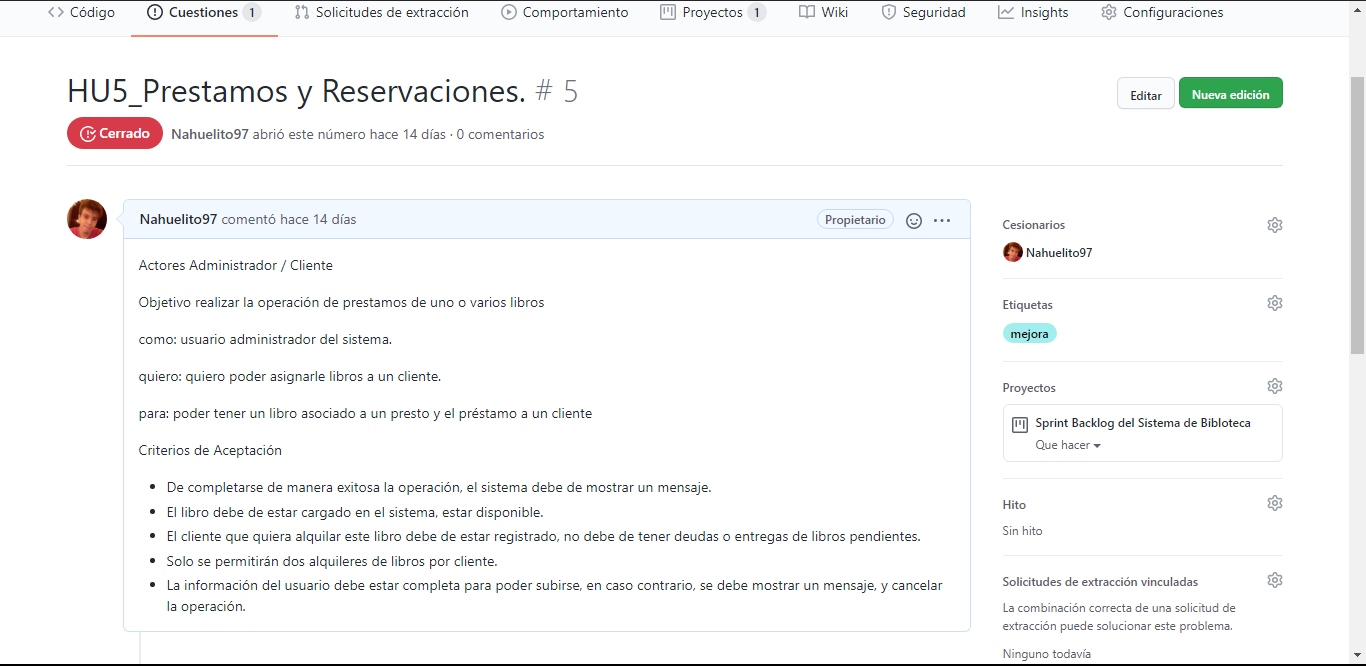 Código Cuestiones 1 Solicitudes de extracción Comportamiento Proyectos 1 Wiki Seguridad Insights Configuraciones
HU5_Prestamos y Reservaciones. # 5
Editar Nueva edición
Cerrado Nahuelito97 abrió este número hace 14 días · 0 comentarios
Nahuelito97 comentó hace 14 días Propietario
Actores Administrador / Cliente
Objetivo realizar la operación de prestamos de uno o varios libros
como: usuario administrador del sistema.
quiero: quiero poder asignarle libros a un cliente.
para: poder tener un libro asociado a un presto y el préstamo a un cliente
Criterios de Aceptación
De completarse de manera exitosa la operación, el sistema debe de mostrar un mensaje.
El libro debe de estar cargado en el sistema, estar disponible.
El cliente que quiera alquilar este libro debe de estar registrado, no debe de tener deudas o entregas de libros pendientes.
Solo se permitirán dos alquileres de libros por cliente.
La información del usuario debe estar completa para poder subirse, en caso contrario, se debe mostrar un mensaje, y cancelar
la operación.
Cesionarios
Nahuelito97
Etiquetas
mejora
Proyectos
Sprint Backlog del Sistema de Bibloteca
Que hacer
Hito
Sin hito
Solicitudes de extracción vinculadas
La combinación correcta de una solicitud de
extracción puede solucionar este problema.
Ninguno todavía